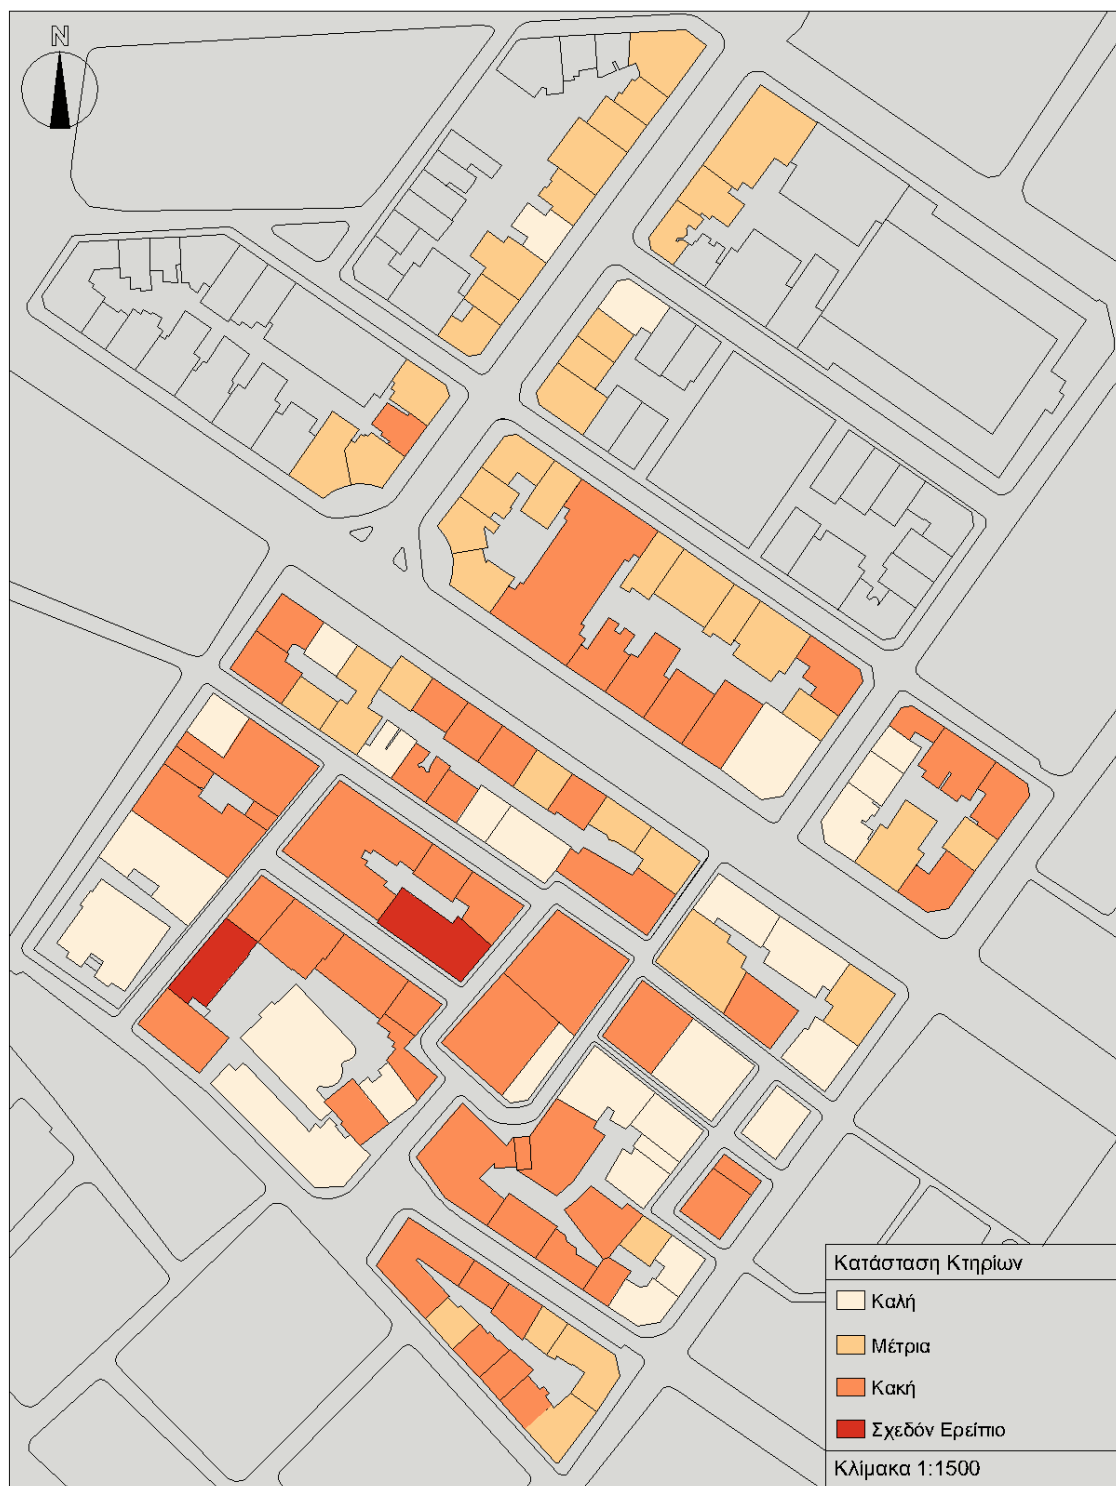 N
Κατάσταση Κτηρίων
Καλή
Μέτρια
Κακή
Σχεδόν Ερείπιο
Κλίμακα 1:1500